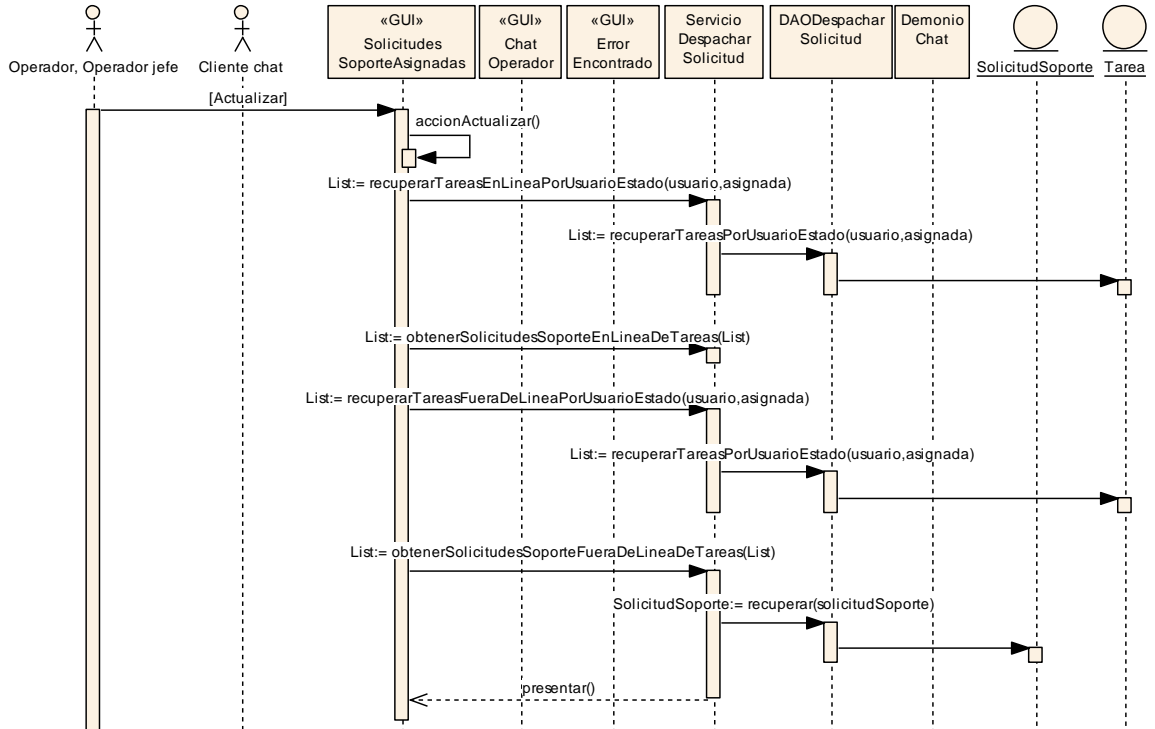 Operador, Operador jefe
Cliente chat
«GUI»
Solicitudes
SoporteAsignadas
«GUI»
Chat
Operador
«GUI»
Error
Encontrado
Servicio
Despachar
Solicitud
DAODespachar
Solicitud
Demonio
Chat
SolicitudSoporte
Tarea
[Actualizar]
accionActualizar()
List:= recuperarTareasEnLineaPorUsuarioEstado(usuario,asignada)
List:= recuperarTareasPorUsuarioEstado(usuario,asignada)
List:= obtenerSolicitudesSoporteEnLineaDeTareas(List)
List:= recuperarTareasFueraDeLineaPorUsuarioEstado(usuario,asignada)
List:= recuperarTareasPorUsuarioEstado(usuario,asignada)
List:= obtenerSolicitudesSoporteFueraDeLineaDeTareas(List)
SolicitudSoporte:= recuperar(solicitudSoporte)
presentar()